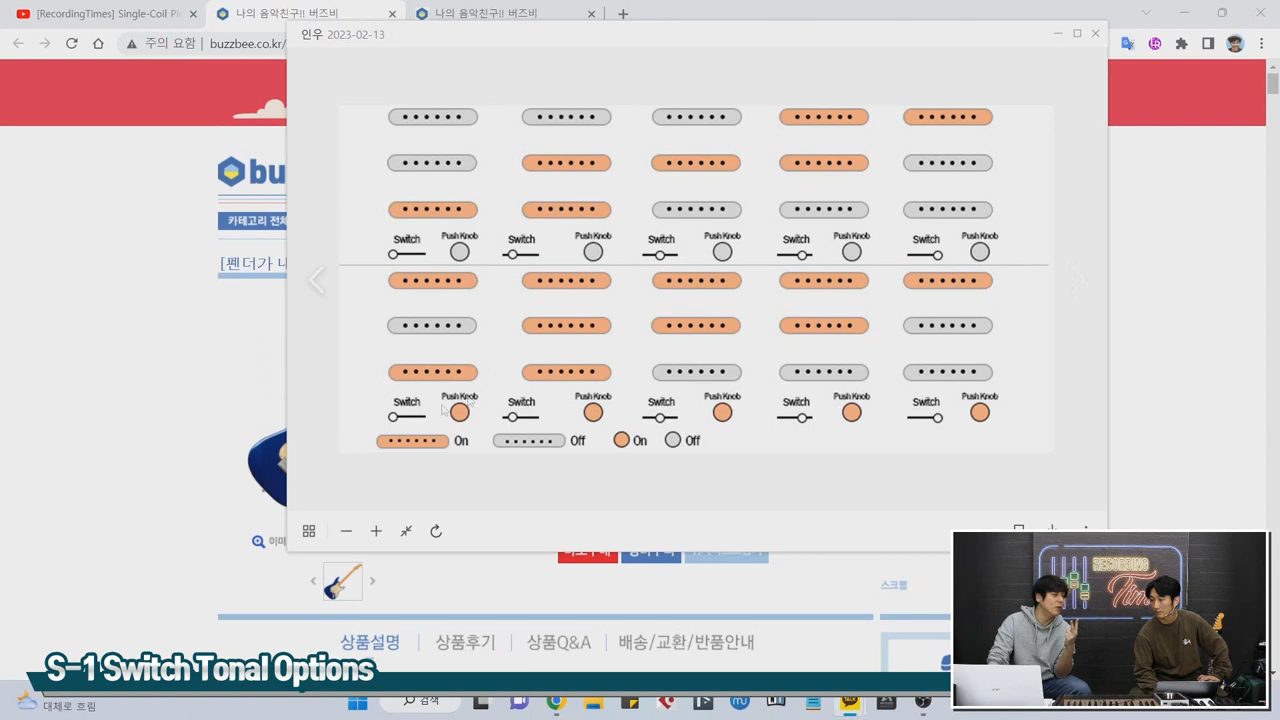 [RecordingTimes] Single-Coil Pi
나의 음악친구!! 버즈비
나의 음악친구!! 버즈비
주의 요함
buzzbee.co.kr/
인우 2023-02-13
bu
카테고리 전체
[펜더가 나
Switch Push Knob Switch Push Knob Switch Push Knob Switch Push Knob Switch Push Knob
Switch Push Knob Switch Push Knob Switch Push Knob Switch Push Knob Switch Push Knob
On Off On Off
스크랩
상품설명 상품후기 상품Q&A 배송/교환/반품안내
RECORDING
Time
S-1 Switch Tonal Options
대체로 흐림
검색